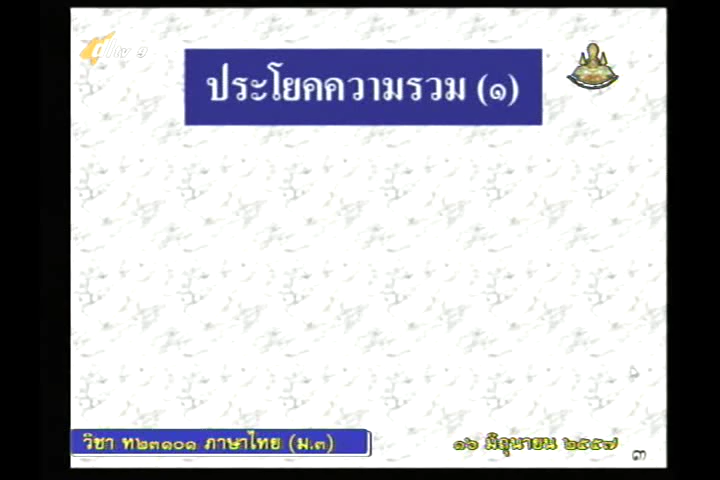 dltv 9
ประโยคความรวม (๑)
วิชา ท๒๓๑๐๑ ภาษาไทย (ม.๓)
๑๖ มิถุนายน ๒๕๕๗
๓